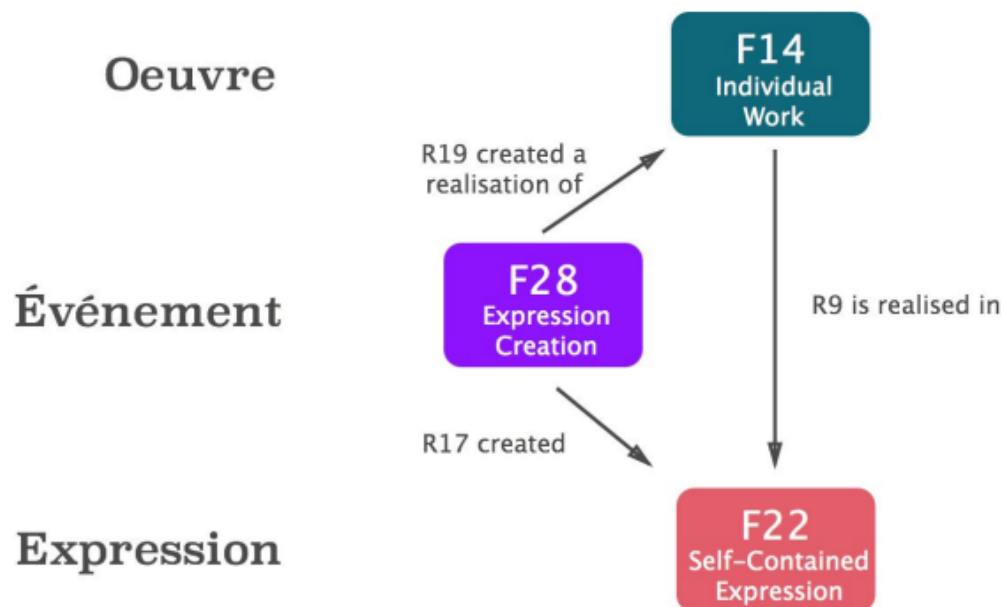 Oeuvre
F14
Individual
Work
R19 created a
realisation of
Événement
F28
Expression
Creation
R9 is realised in
R17 created
Expression
F22
Self-Contained
Expression